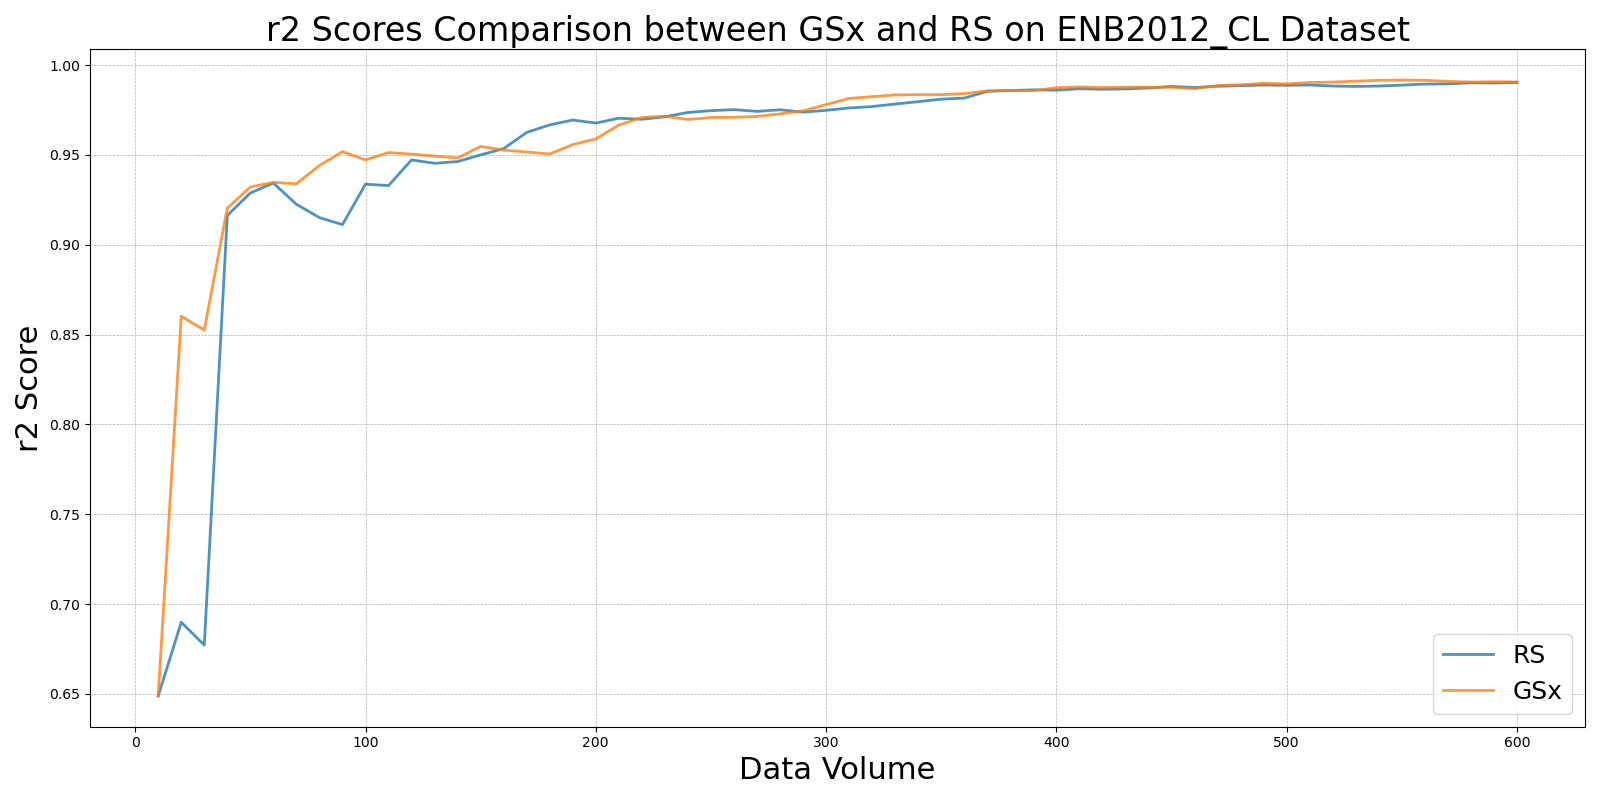 r2 Scores Comparison between GSx and RS on ENB2012_CL Dataset
1.00
0.95
0.90
0.85
0.80
0.75
0.70
0.65
r2 Score
RS
GSx
0 100 200 300 400 500 600
Data Volume